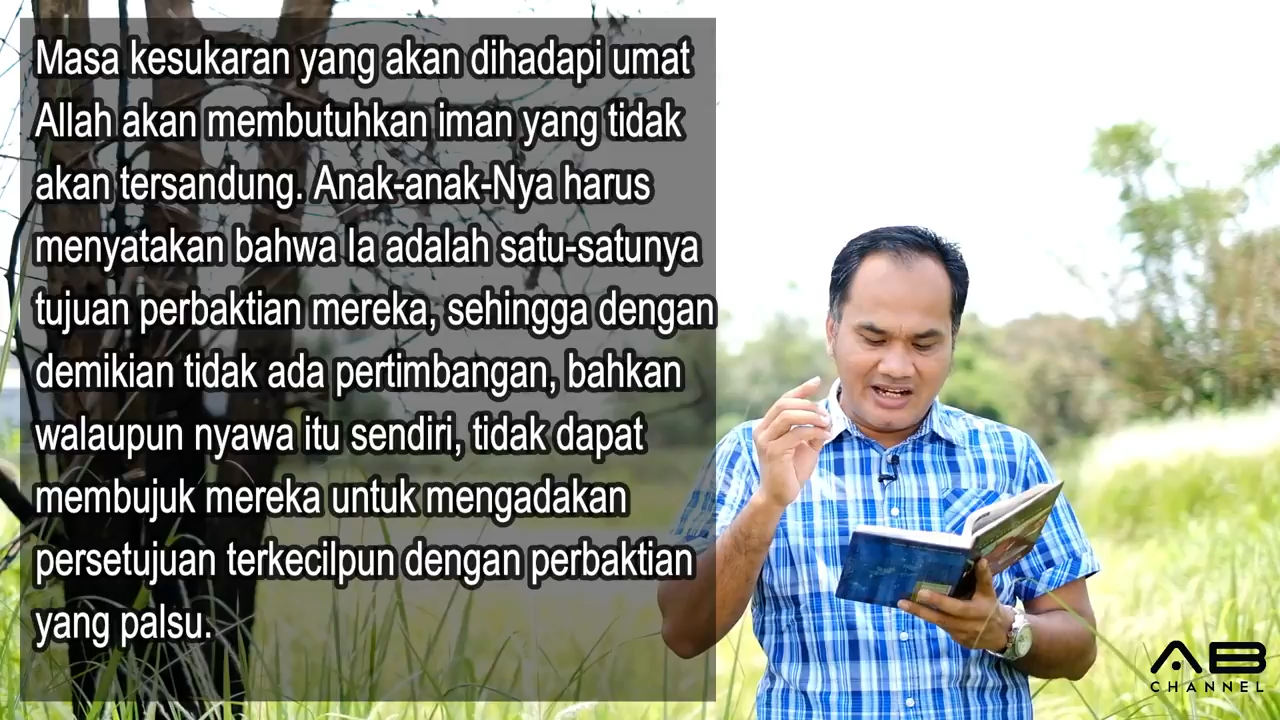 Masa kesukaran yang akan dihadapi umat
Allah akan membutuhkan iman yang tidak
akan tersandung. Anak-anak-Nya harus
menyatakan bahwa Ia adalah satu-satunya
tujuan perbaktian mereka, sehingga dengan
demikian tidak ada pertimbangan, bahkan
walaupun nyawa itu sendiri, tidak dapat
membujuk mereka untuk mengadakan
persetujuan terkecilpun dengan perbaktian
yang palsu.
AB
CHANNEL